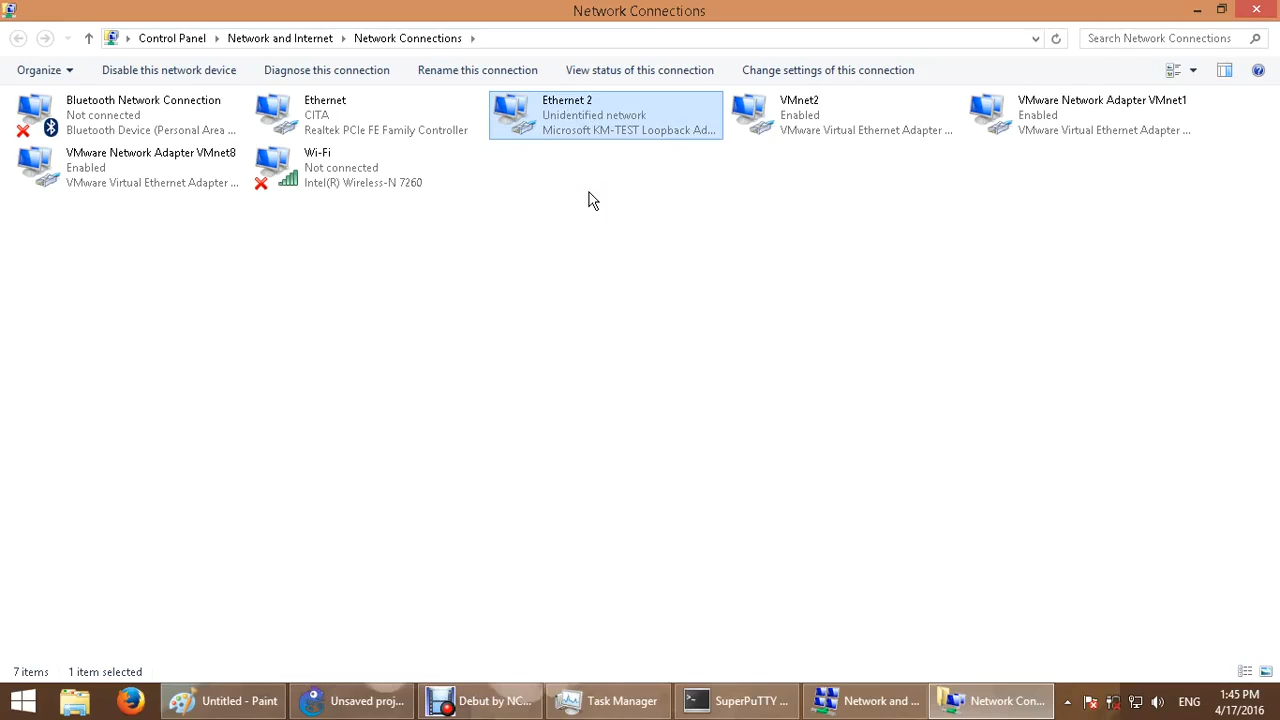 Network Connections
Control Panel
Network and Internet
Network Connections
Search Network Connections
Organize
Disable this network device
Diagnose this connection
Rename this connection
View status of this connection
Change settings of this connection
Bluetooth Network Connection
Not connected
Bluetooth Device (Personal Area ...
Ethernet
CITA
Realtek PCIe FE Family Controller
Ethernet 2
Unidentified network
Microsoft KM-TEST Loopback Ad...
VMnet2
Enabled
VMware Virtual Ethernet Adapter ...
VMware Network Adapter VMnet1
Enabled
VMware Virtual Ethernet Adapter ...
VMware Network Adapter VMnet8
Enabled
VMware Virtual Ethernet Adapter ...
Wi-Fi
Not connected
Intel(R) Wireless-N 7260
7 items
1 item selected
Untitled - Paint
Unsaved proj...
Debut by NC...
Task Manager
SuperPuTTY ...
Network and ...
Network Con...
ENG
1:45 PM
4/17/2016